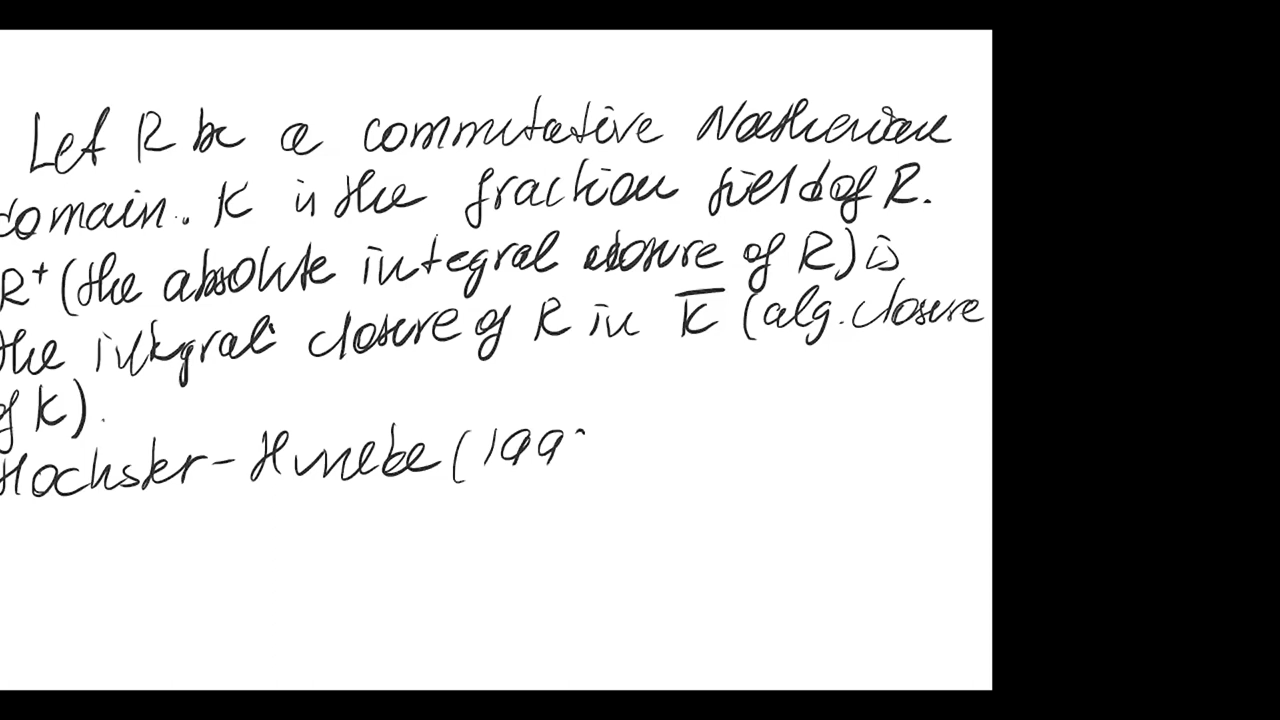 Let R be a commutative Noetherian
domain. K is the fraction field of R.
R⁺ (the absolute integral closure of R) is
the integral closure of R in K̅ (alg. closure
of K).
Hochster-Huneke (199